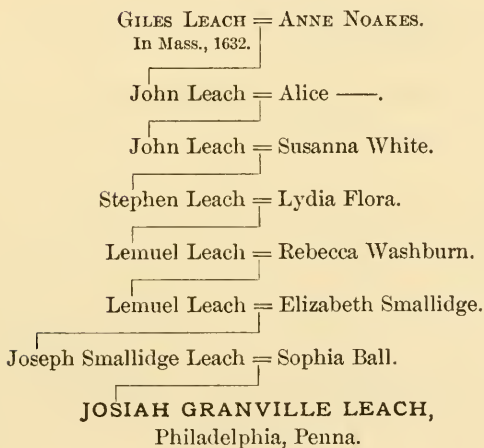 GILES LEACH = ANNE NOAKES.
In Mass., 1632.
John Leach = Alice ——.
John Leach = Susanna White.
Stephen Leach = Lydia Flora.
Lemuel Leach = Rebecca Washburn.
Lemuel Leach = Elizabeth Smallidge.
Joseph Smallidge Leach = Sophia Ball.
JOSIAH GRANVILLE LEACH,
Philadelphia, Penna.